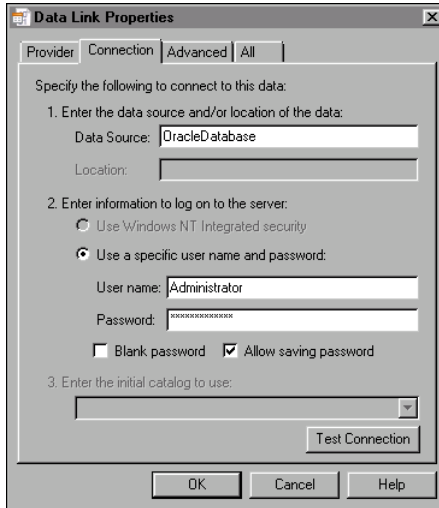 Data Link Properties
Provider Connection Advanced All
Specify the following to connect to this data:
1. Enter the data source and/or location of the data:
Data Source: OracleDatabase
Location:
2. Enter information to log on to the server:
Use Windows NT Integrated security
Use a specific user name and password:
User name: Administrator
Password: *************
Blank password Allow saving password
3. Enter the initial catalog to use:
Test Connection
OK Cancel Help